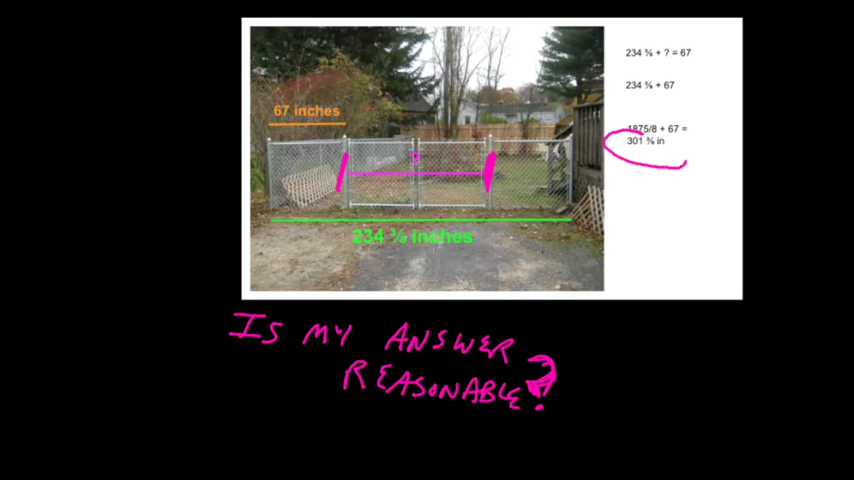 67 inches
?
234 ⅜ inches
234 ⅜ + ? = 67
234 ⅜ + 67
1875/8 + 67 =
301 ⅜ in
IS MY ANSWER
REASONABLE?